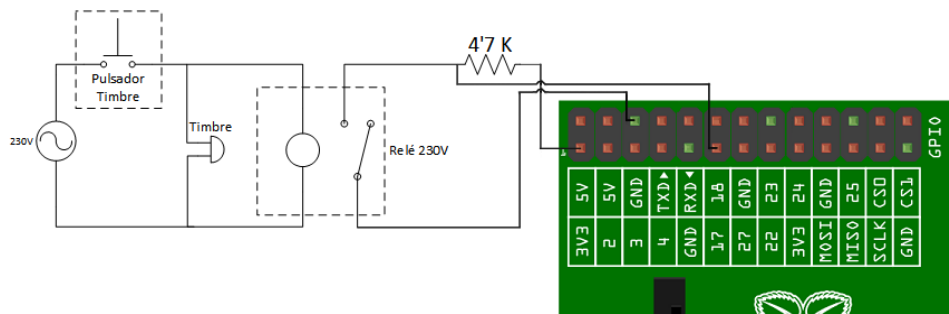 4'7 K
Pulsador
Timbre
230V
Timbre
Relé 230V
GPIO
5V 5V GND TXD RXD 18 GND 23 24 GND 25 CS0 CS1
3V3 2 3 4 GND 17 27 22 3V3 MOSI MISO SCLK GND